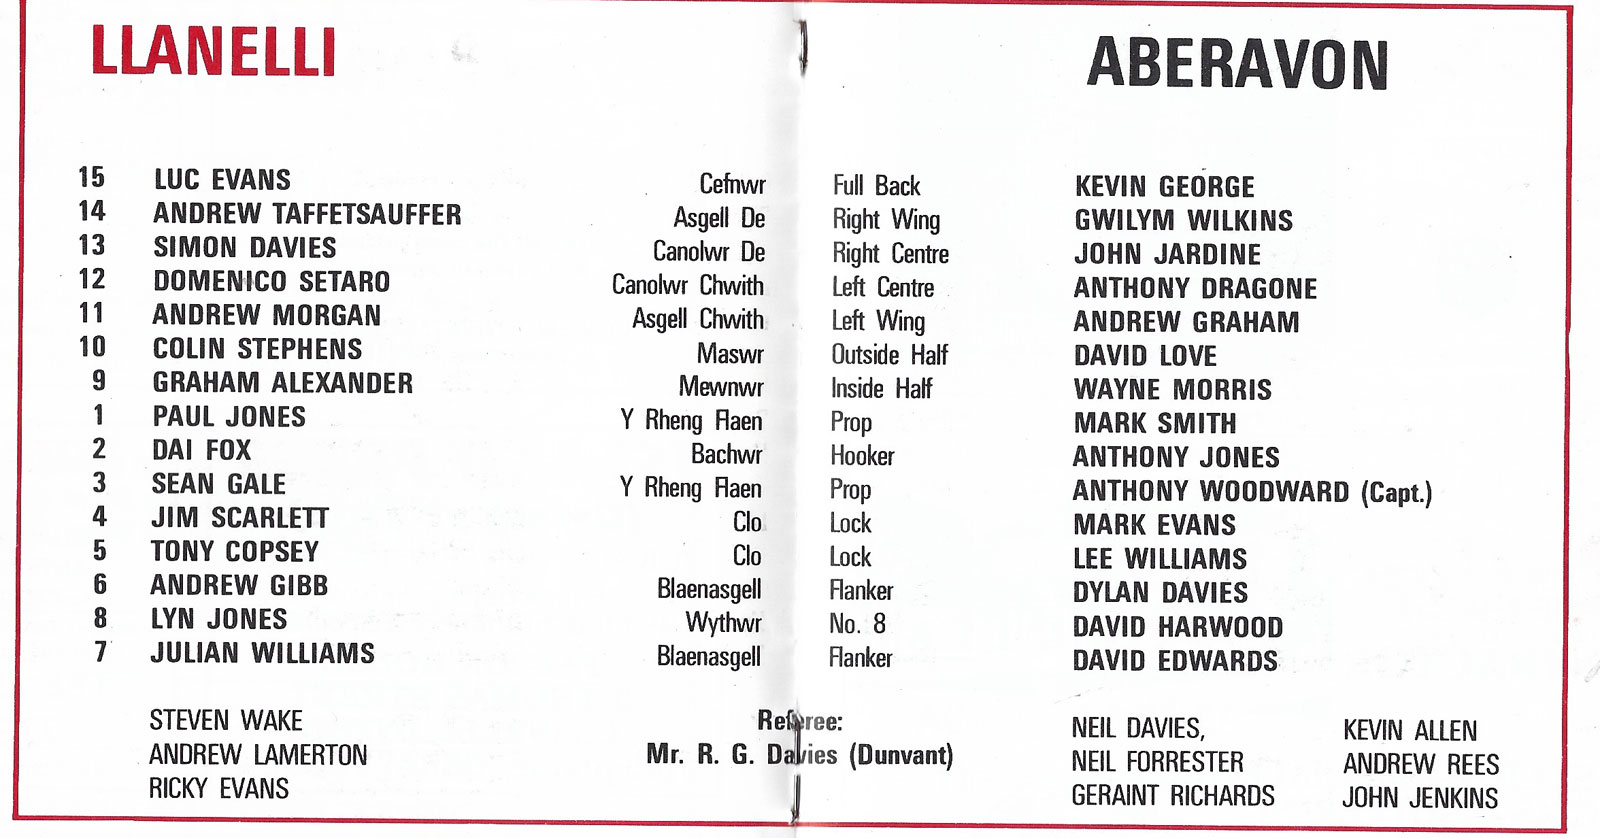 LLANELLI ABERAVON
15 LUC EVANS Cefnwr Full Back KEVIN GEORGE
14 ANDREW TAFFETSAUFFER Asgell De Right Wing GWILYM WILKINS
13 SIMON DAVIES Canolwr De Right Centre JOHN JARDINE
12 DOMENICO SETARO Canolwr Chwith Left Centre ANTHONY DRAGONE
11 ANDREW MORGAN Asgell Chwith Left Wing ANDREW GRAHAM
10 COLIN STEPHENS Maswr Outside Half DAVID LOVE
9 GRAHAM ALEXANDER Mewnwr Inside Half WAYNE MORRIS
1 PAUL JONES Y Rheng Flaen Prop MARK SMITH
2 DAI FOX Bachwr Hooker ANTHONY JONES
3 SEAN GALE Y Rheng Flaen Prop ANTHONY WOODWARD (Capt.)
4 JIM SCARLETT Clo Lock MARK EVANS
5 TONY COPSEY Clo Lock LEE WILLIAMS
6 ANDREW GIBB Blaenasgell Flanker DYLAN DAVIES
8 LYN JONES Wythwr No. 8 DAVID HARWOOD
7 JULIAN WILLIAMS Blaenasgell Flanker DAVID EDWARDS
STEVEN WAKE Referee: NEIL DAVIES, KEVIN ALLEN
ANDREW LAMERTON Mr. R. G. Davies (Dunvant) NEIL FORRESTER ANDREW REES
RICKY EVANS GERAINT RICHARDS JOHN JENKINS